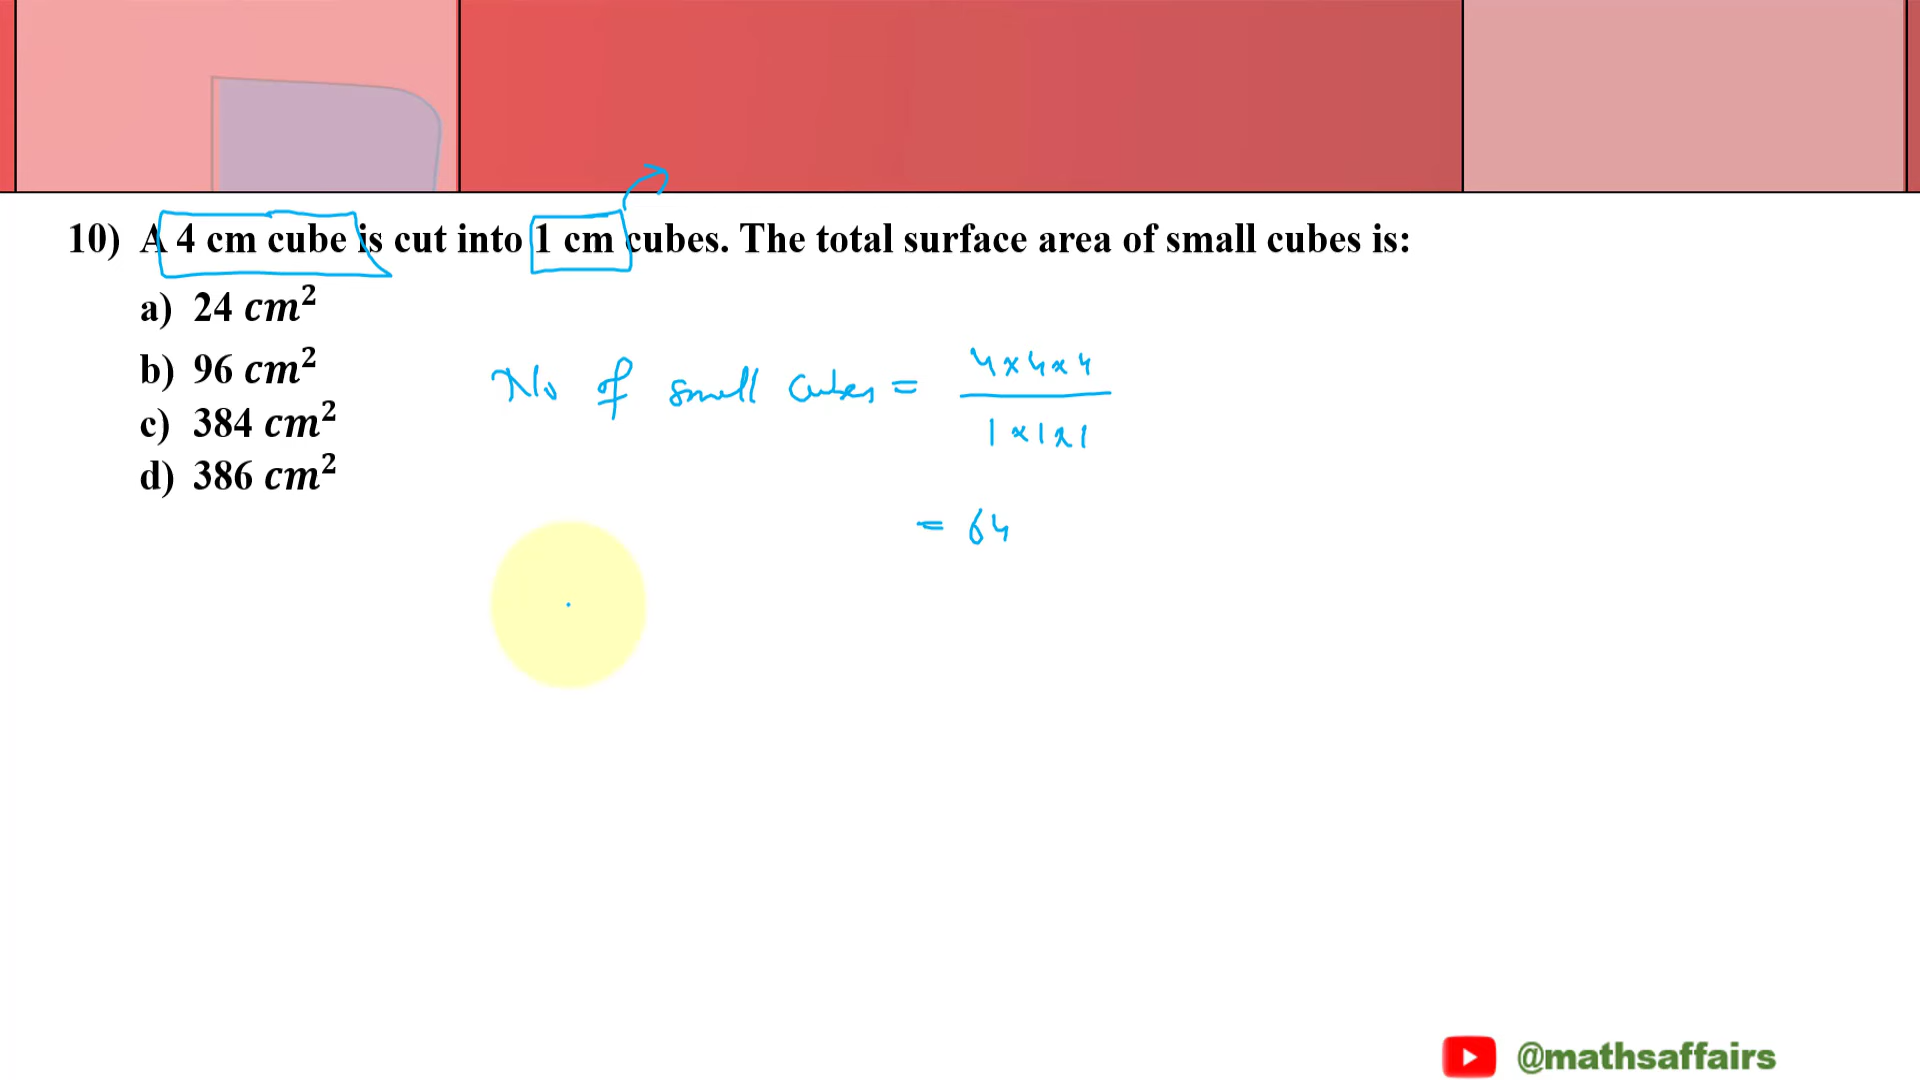 10) A 4 cm cube is cut into 1 cm cubes. The total surface area of small cubes is:
a) 24 cm²
b) 96 cm²
c) 384 cm²
d) 386 cm²
No of small cubes = 4×4×4
1×1×1
= 64
@mathsaffairs